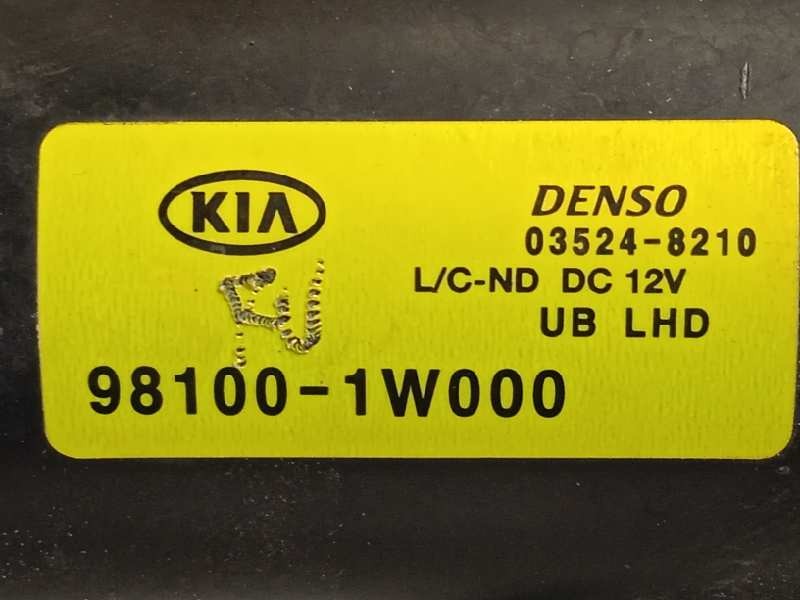 KIA
DENSO
03524-8210
L/C-ND DC 12V
UB LHD
98100-1W000